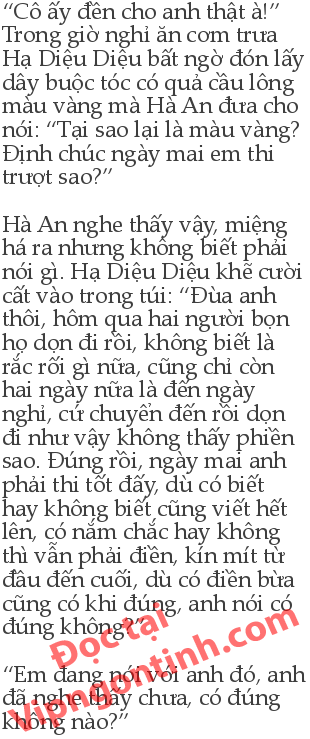 “Cô ấy đền cho anh thật à!”
Trong giờ nghỉ ăn cơm trưa
Hạ Diệu Diệu bất ngờ đón lấy
dây buộc tóc có quả cầu lông
màu vàng mà Hà An đưa cho
nói: “Tại sao lại là màu vàng?
Định chúc ngày mai em thi
trượt sao?”
Hà An nghe thấy vậy, miệng
há ra nhưng không biết phải
nói gì. Hạ Diệu Diệu khẽ cười
cất vào trong túi: “Đùa anh
thôi, hôm qua hai người bọn
họ dọn đi rồi, không biết là
rắc rối gì nữa, cũng chỉ còn
hai ngày nữa là đến ngày
nghỉ, cứ chuyển đến rồi dọn
đi như vậy không thấy phiền
sao. Đúng rồi, ngày mai anh
phải thi tốt đấy, dù có biết
hay không biết cũng viết hết
lên, có nắm chắc hay không
thì vẫn phải điền, kín mít từ
đầu đến cuối, dù có điền bừa
cũng có khi đúng, anh nói có
đúng không?”
“Em đang nói với anh đó, anh
đã nghe thấy chưa, có đúng
không nào?”
Đọc tại
Vipngontinh.com